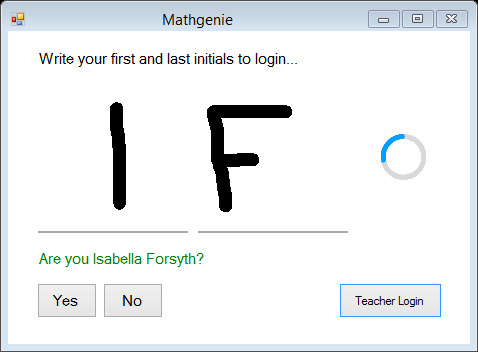 Mathgenie
Write your first and last initials to login...
I F
Are you Isabella Forsyth?
Yes No Teacher Login